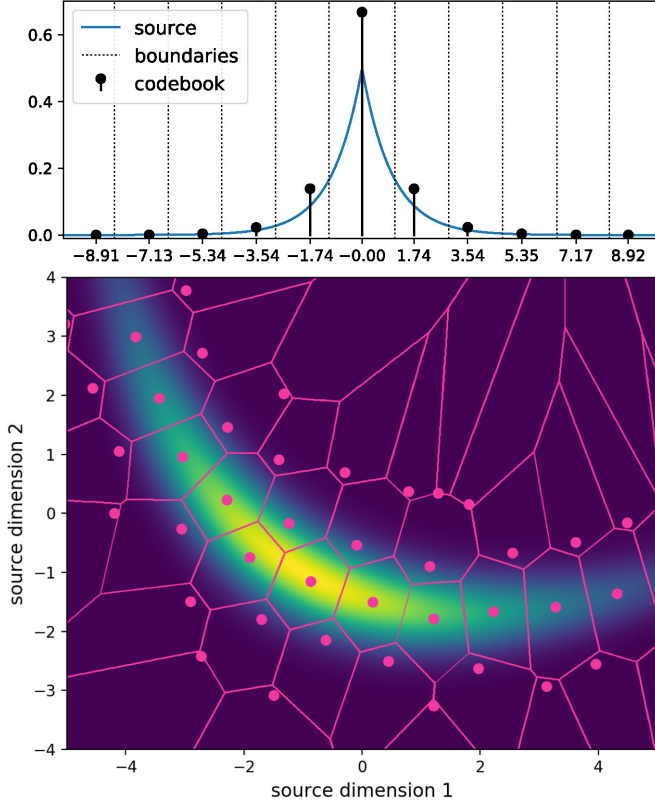 0.6
0.4
0.2
0.0
source
boundaries
codebook
−8.91 −7.13 −5.34 −3.54 −1.74 −0.00 1.74 3.54 5.35 7.17 8.92
4
3
2
1
0
−1
−2
−3
−4
source dimension 2
−4 −2 0 2 4
source dimension 1